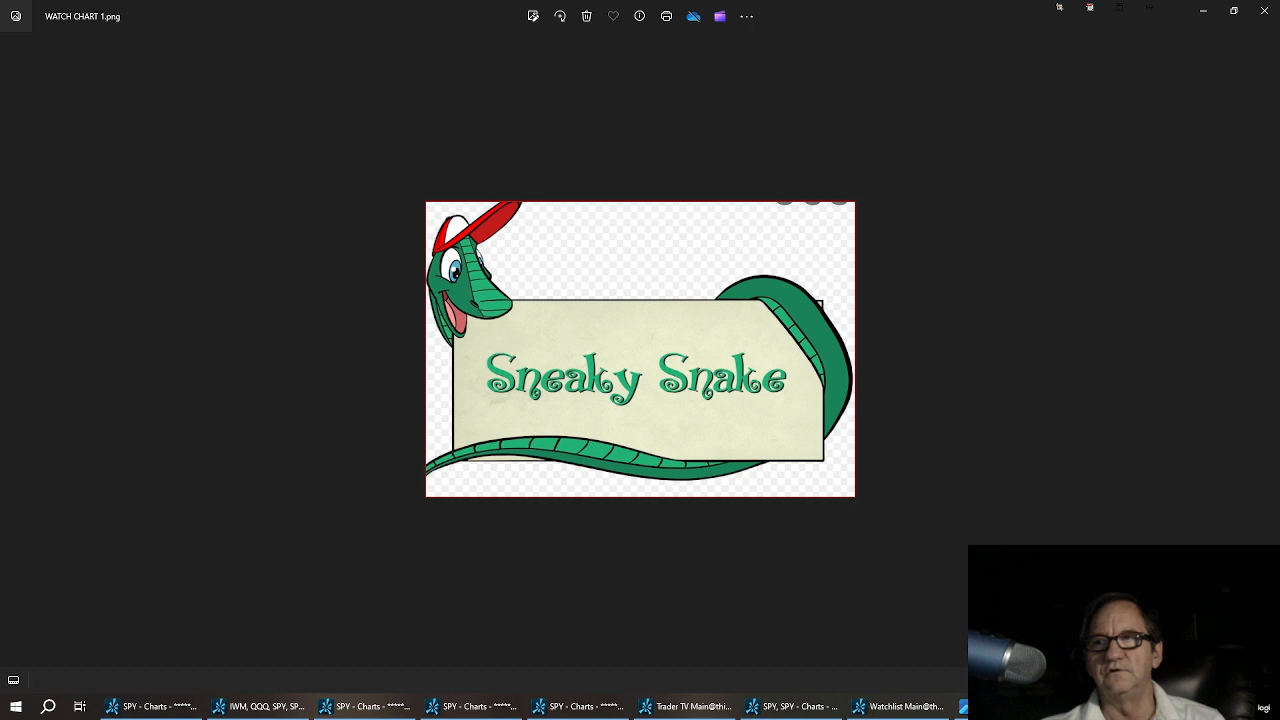 WATCH CHART 1.png
Sneaky Snake
SPY - Charts - *****...
IWM, QQQ, SPY, SP...
SPY - Charts - *****...
SPY - Charts - *****...
SPY - Charts - *****...
Trader TV Main@th...
SPY, SPY - Charts - ...
Watchlist Main@th...
logi